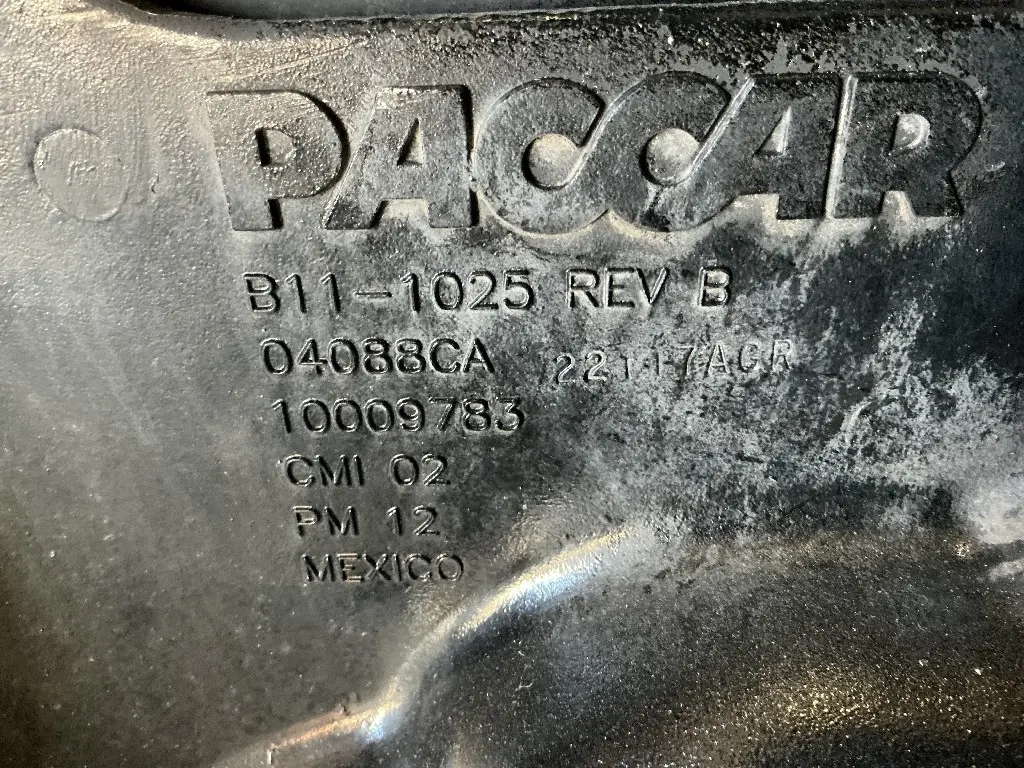 PACCAR
B11-1025 REV B
04088CA
10009783
CMI 02
PM 12
MEXICO